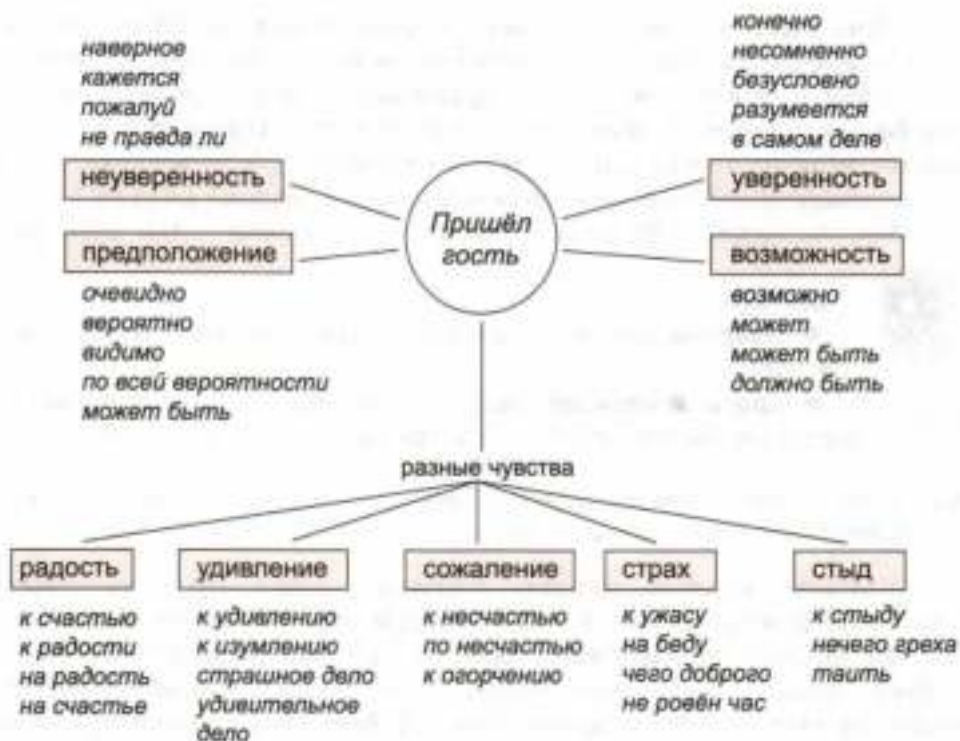 наверное
кажется
пожалуй
не правда ли
неуверенность
предположение
очевидно
вероятно
видимо
по всей вероятности
может быть
Пришёл
гость
конечно
несомненно
безусловно
разумеется
в самом деле
уверенность
возможность
возможно
может
может быть
должно быть
разные чувства
радость
к счастью
к радости
на радость
на счастье
удивление
к удивлению
к изумлению
страшное дело
удивительное
дело
сожаление
к несчастью
по несчастью
к огорчению
страх
к ужасу
на беду
чего доброго
не ровён час
стыд
к стыду
нечего греха
таить